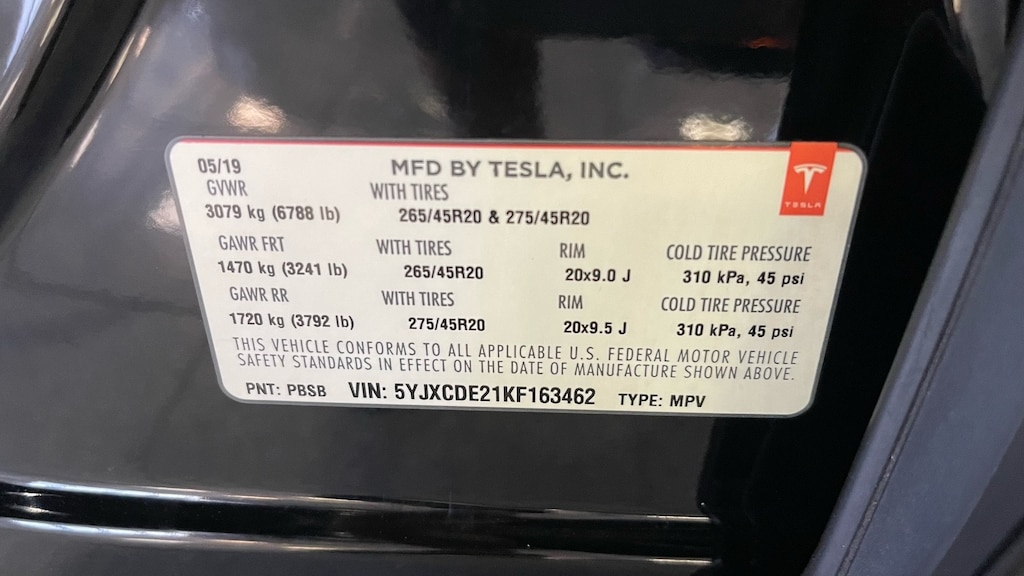 05/19 MFD BY TESLA, INC.
TESLA
GVWR WITH TIRES
3079 kg (6788 lb) 265/45R20 & 275/45R20
GAWR FRT WITH TIRES RIM COLD TIRE PRESSURE
1470 kg (3241 lb) 265/45R20 20x9.0 J 310 kPa, 45 psi
GAWR RR WITH TIRES RIM COLD TIRE PRESSURE
1720 kg (3792 lb) 275/45R20 20x9.5 J 310 kPa, 45 psi
THIS VEHICLE CONFORMS TO ALL APPLICABLE U.S. FEDERAL MOTOR VEHICLE
SAFETY STANDARDS IN EFFECT ON THE DATE OF MANUFACTURE SHOWN ABOVE.
PNT: PBSB VIN: 5YJXCDE21KF163462 TYPE: MPV